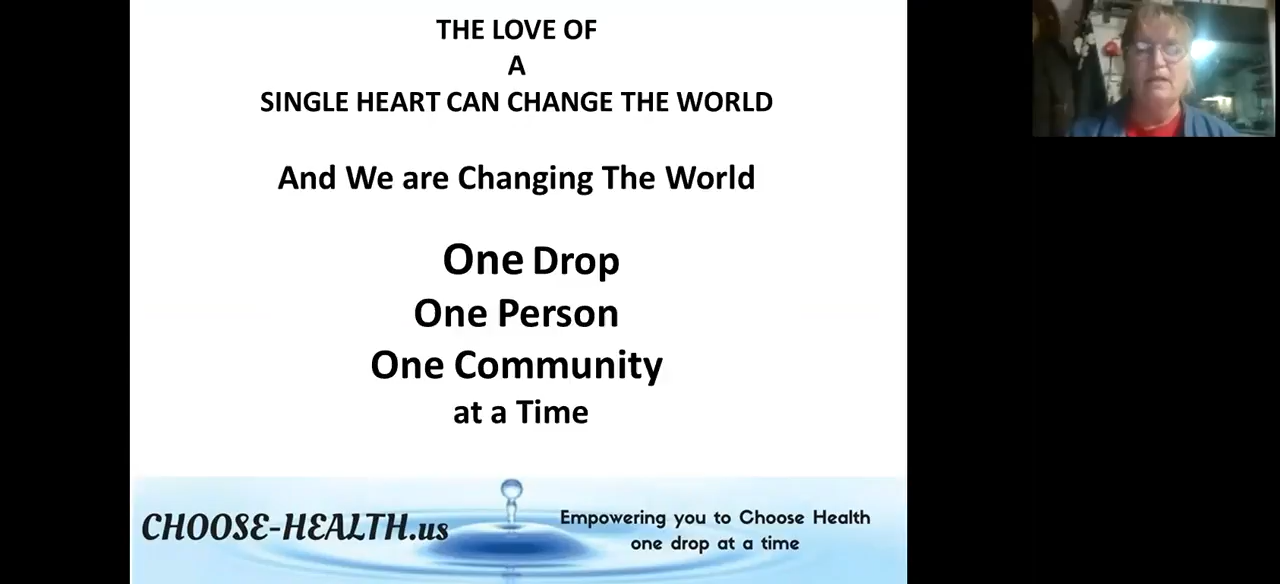 THE LOVE OF
A
SINGLE HEART CAN CHANGE THE WORLD
And We are Changing The World
One Drop
One Person
One Community
at a Time
CHOOSE-HEALTH.us
Empowering you to Choose Health
one drop at a time